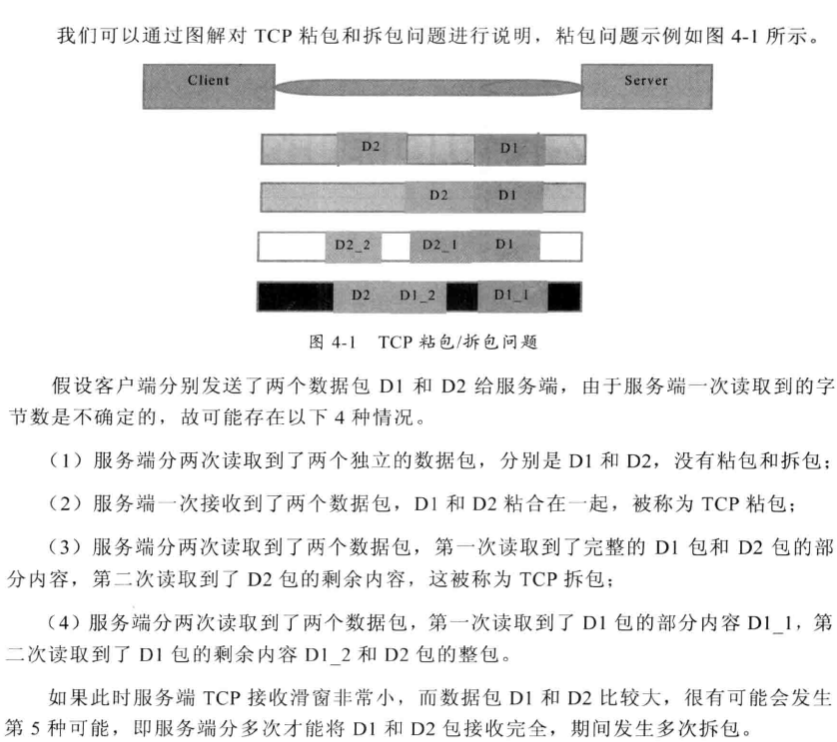 我们可以通过图解对 TCP 粘包和拆包问题进行说明，粘包问题示例如图 4-1 所示。
Client
Server
D2
D1
D2
D1
D2_2
D2_1
D1
D2
D1_2
D1_1
图 4-1 TCP 粘包/拆包问题
假设客户端分别发送了两个数据包 D1 和 D2 给服务端，由于服务端一次读取到的字
节数是不确定的，故可能存在以下 4 种情况。
（1）服务端分两次读取到了两个独立的数据包，分别是 D1 和 D2，没有粘包和拆包；
（2）服务端一次接收到了两个数据包，D1 和 D2 粘合在一起，被称为 TCP 粘包；
（3）服务端分两次读取到了两个数据包，第一次读取到了完整的 D1 包和 D2 包的部
分内容，第二次读取到了 D2 包的剩余内容，这被称为 TCP 拆包；
（4）服务端分两次读取到了两个数据包，第一次读取到了 D1 包的部分内容 D1_1，第
二次读取到了 D1 包的剩余内容 D1_2 和 D2 包的整包。
如果此时服务端 TCP 接收滑窗非常小，而数据包 D1 和 D2 比较大，很有可能会发生
第 5 种可能，即服务端分多次才能将 D1 和 D2 包接收完全，期间发生多次拆包。